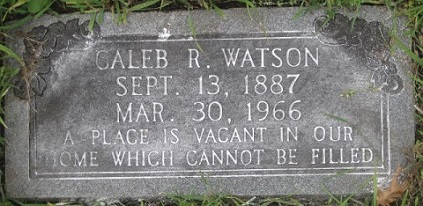 CALEB R. WATSON
SEPT. 13, 1887
MAR. 30, 1966
A PLACE IS VACANT IN OUR
HOME WHICH CANNOT BE FILLED